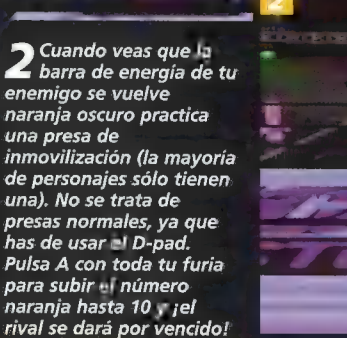 2
2 Cuando veas que la
barra de energía de tu
enemigo se vuelve
naranja oscuro practica
una presa de
inmovilización (la mayoría
de personajes sólo tienen
una). No se trata de
presas normales, ya que
has de usar el D-pad.
Pulsa A con toda tu furia
para subir el número
naranja hasta 10 y ¡el
rival se dará por vencido!